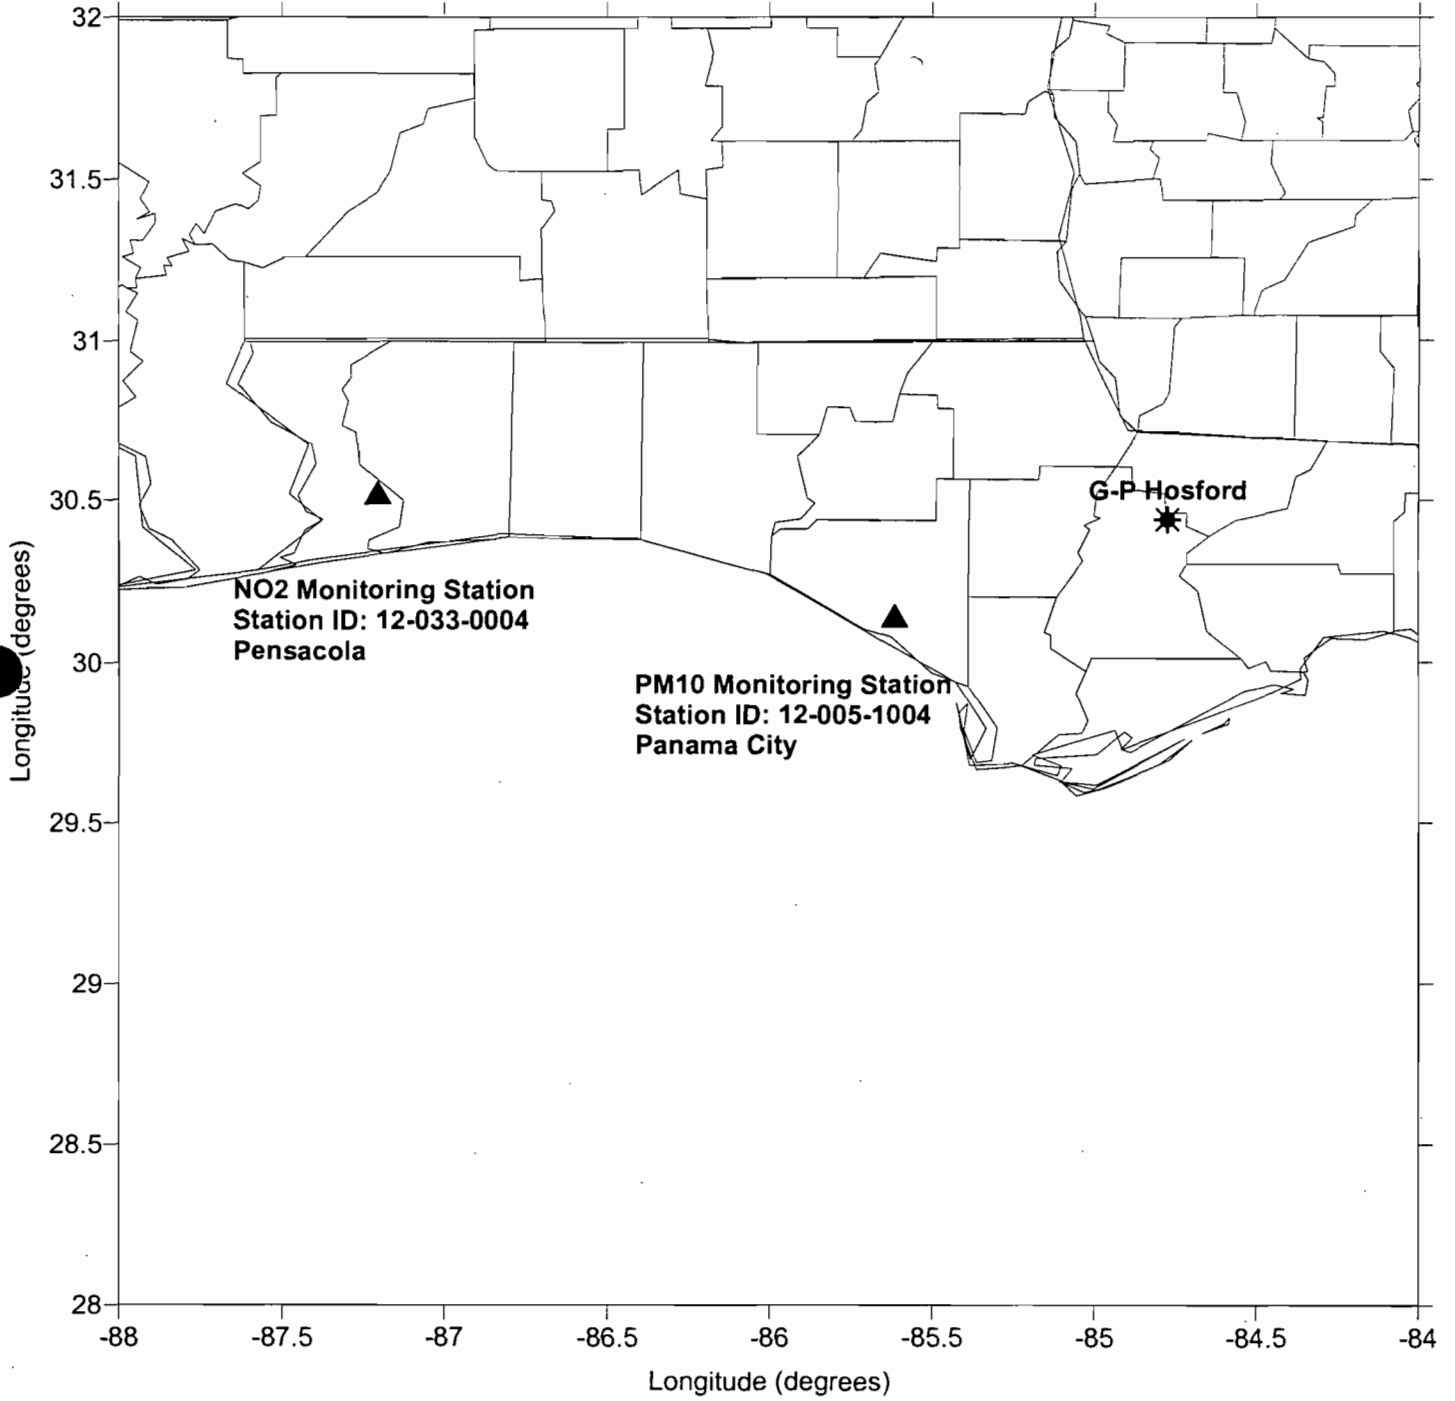 32
31.5
31
30.5
30
29.5
29
28.5
28
Longitude (degrees)
G-P Hosford
NO2 Monitoring Station
Station ID: 12-033-0004
Pensacola
PM10 Monitoring Station
Station ID: 12-005-1004
Panama City
-88 -87.5 -87 -86.5 -86 -85.5 -85 -84.5 -84
Longitude (degrees)